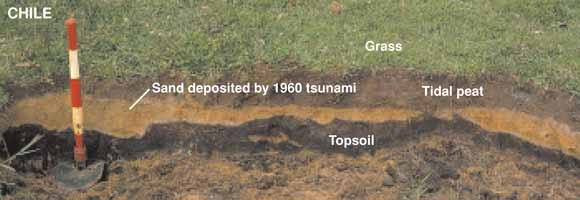 CHILE
Grass
Sand deposited by 1960 tsunami
Tidal peat
Topsoil